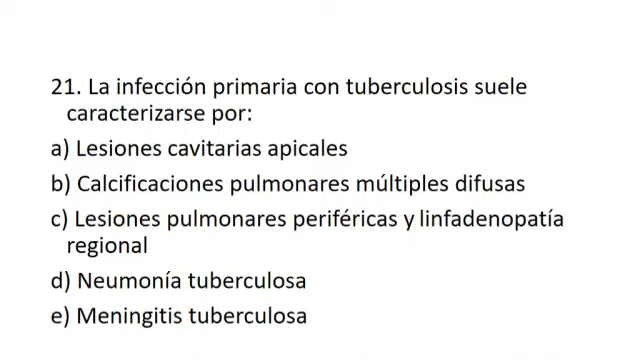 21. La infección primaria con tuberculosis suele
caracterizarse por:
a) Lesiones cavitarias apicales
b) Calcificaciones pulmonares múltiples difusas
c) Lesiones pulmonares periféricas y linfadenopatía
regional
d) Neumonía tuberculosa
e) Meningitis tuberculosa